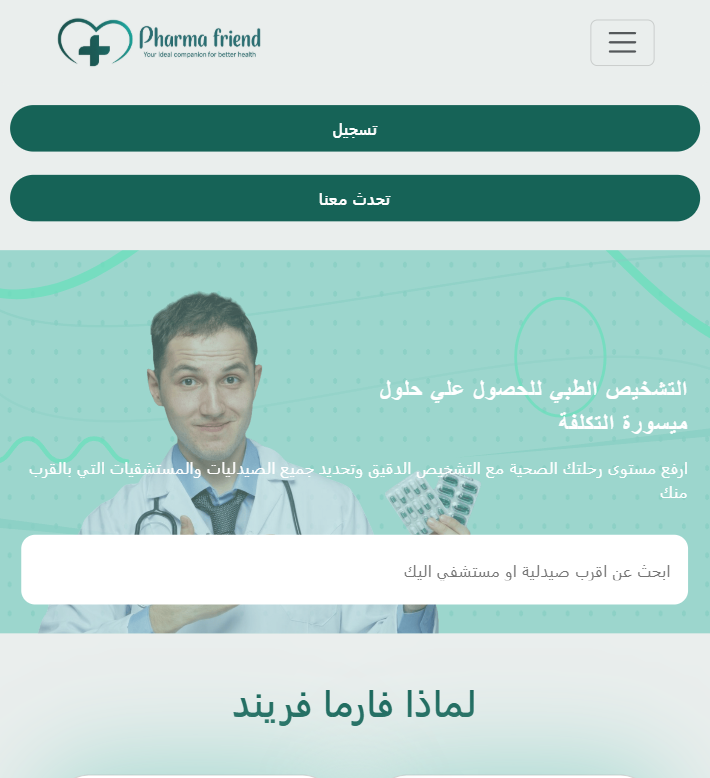 Pharma friend
Your ideal companion for better health
تسجيل
تحدث معنا
التشخيص الطبي للحصول علي حلول
ميسورة التكلفة
ارفع مستوى رحلتك الصحية مع التشخيص الدقيق وتحديد جميع الصيدليات والمستشفيات التي بالقرب
منك
ابحث عن اقرب صيدلية او مستشفى اليك
لماذا فارما فريند